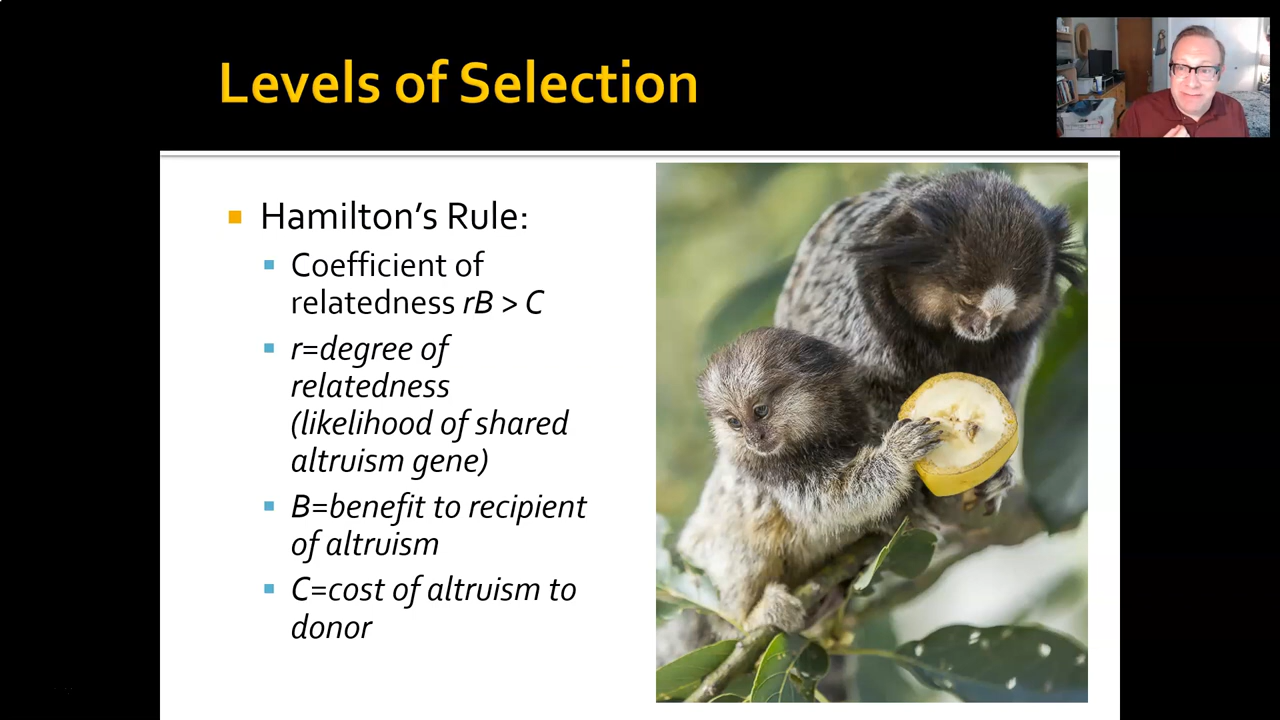 Levels of Selection
Hamilton's Rule:
Coefficient of
relatedness rB > C
r=degree of
relatedness
(likelihood of shared
altruism gene)
B=benefit to recipient
of altruism
C=cost of altruism to
donor